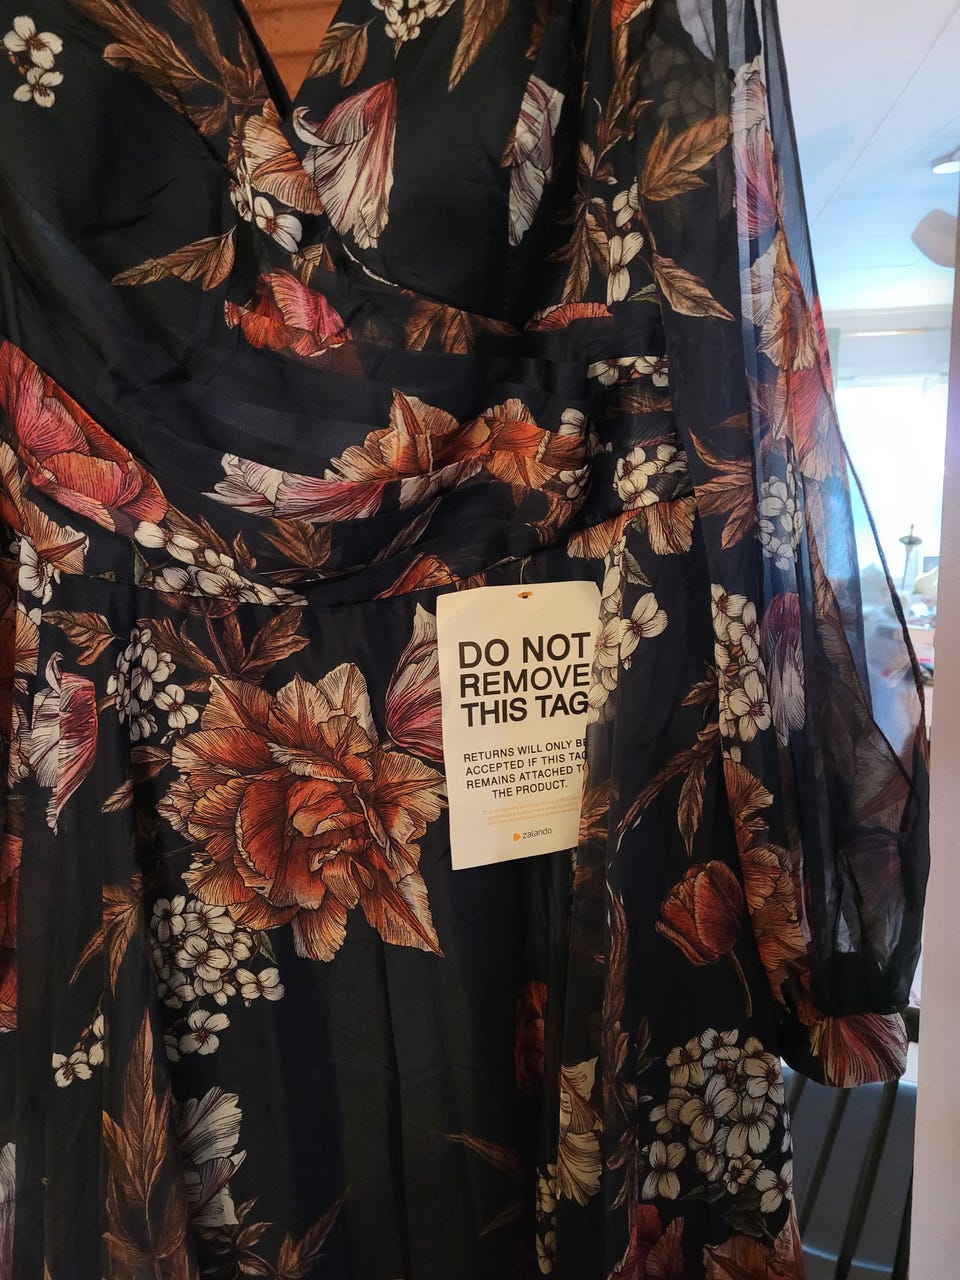 DO NOT
REMOVE
THIS TAG
RETURNS WILL ONLY BE
ACCEPTED IF THIS TAG
REMAINS ATTACHED TO
THE PRODUCT.
zalando